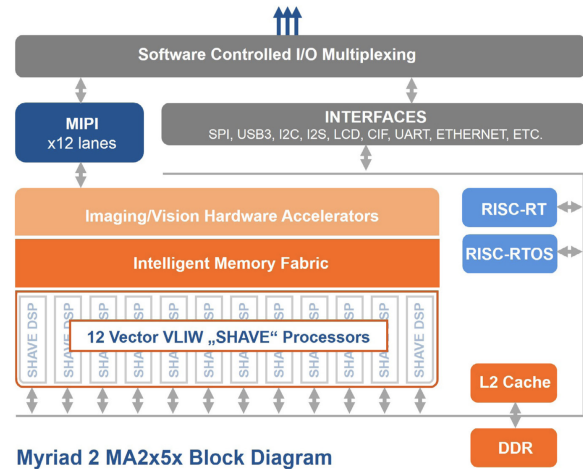 Software Controlled I/O Multiplexing
MIPI
x12 lanes
INTERFACES
SPI, USB3, I2C, I2S, LCD, CIF, UART, ETHERNET, ETC.
Imaging/Vision Hardware Accelerators
RISC-RT
Intelligent Memory Fabric
RISC-RTOS
SHAVE DSP
SHAVE DSP
SHAVE DSP
SHAVE DSP
SHAVE DSP
SHAVE DSP
SHAVE DSP
SHAVE DSP
SHAVE DSP
SHAVE DSP
SHAVE DSP
SHAVE DSP
12 Vector VLIW „SHAVE“ Processors
L2 Cache
DDR
Myriad 2 MA2x5x Block Diagram